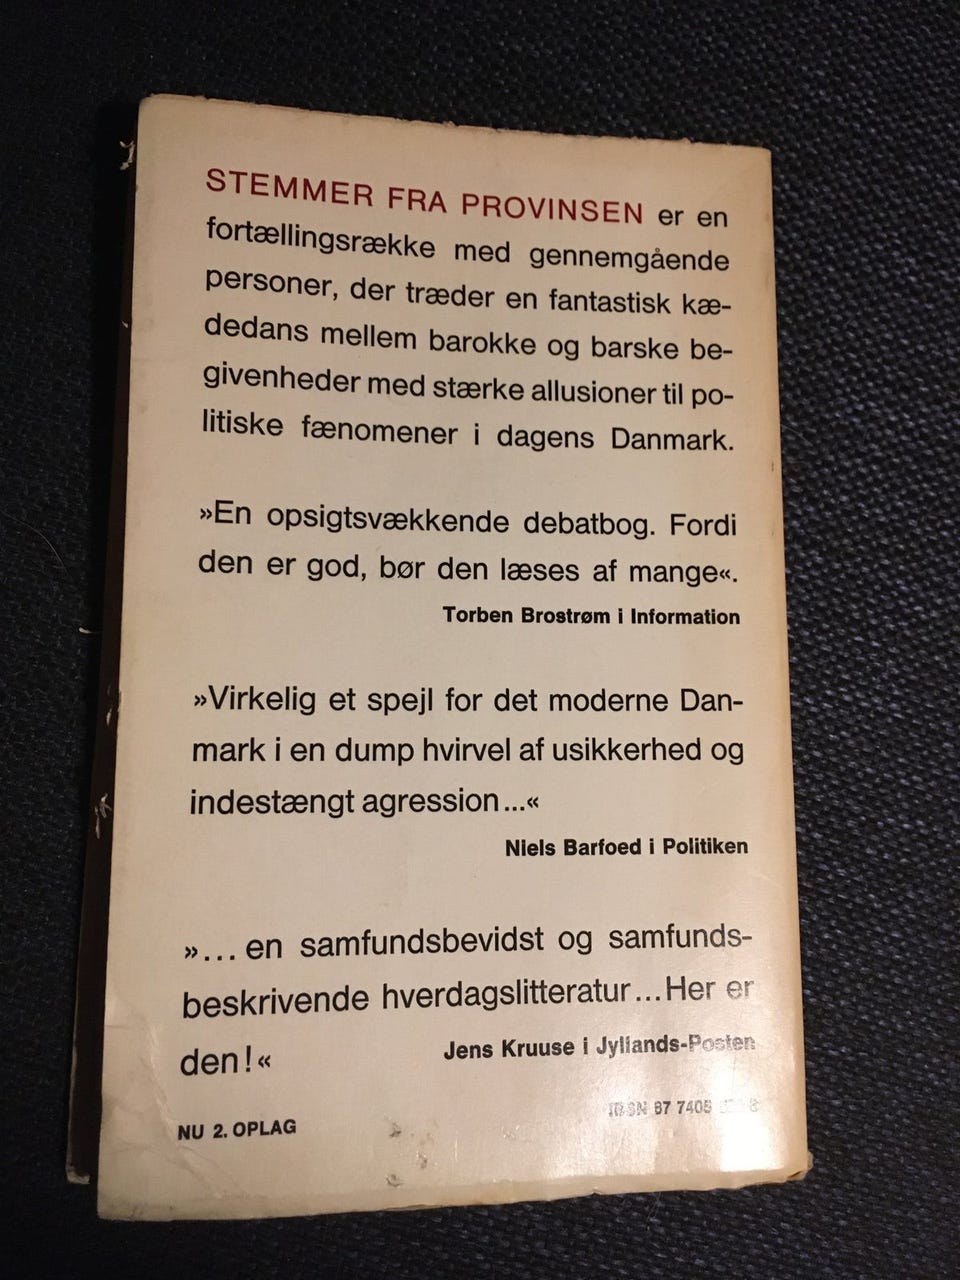 STEMMER FRA PROVINSEN er en
fortællingsrække med gennemgående
personer, der træder en fantastisk kæ-
dedans mellem barokke og barske be-
givenheder med stærke allusioner til po-
litiske fænomener i dagens Danmark.
»En opsigtsvækkende debatbog. Fordi
den er god, bør den læses af mange«.
Torben Brostrøm i Information
»Virkelig et spejl for det moderne Dan-
mark i en dump hvirvel af usikkerhed og
indestængt agression...«
Niels Barfoed i Politiken
»... en samfundsbevidst og samfunds-
beskrivende hverdagslitteratur... Her er
den!«
Jens Kruuse i Jyllands-Posten
NU 2. OPLAG
ISBN 87 7405